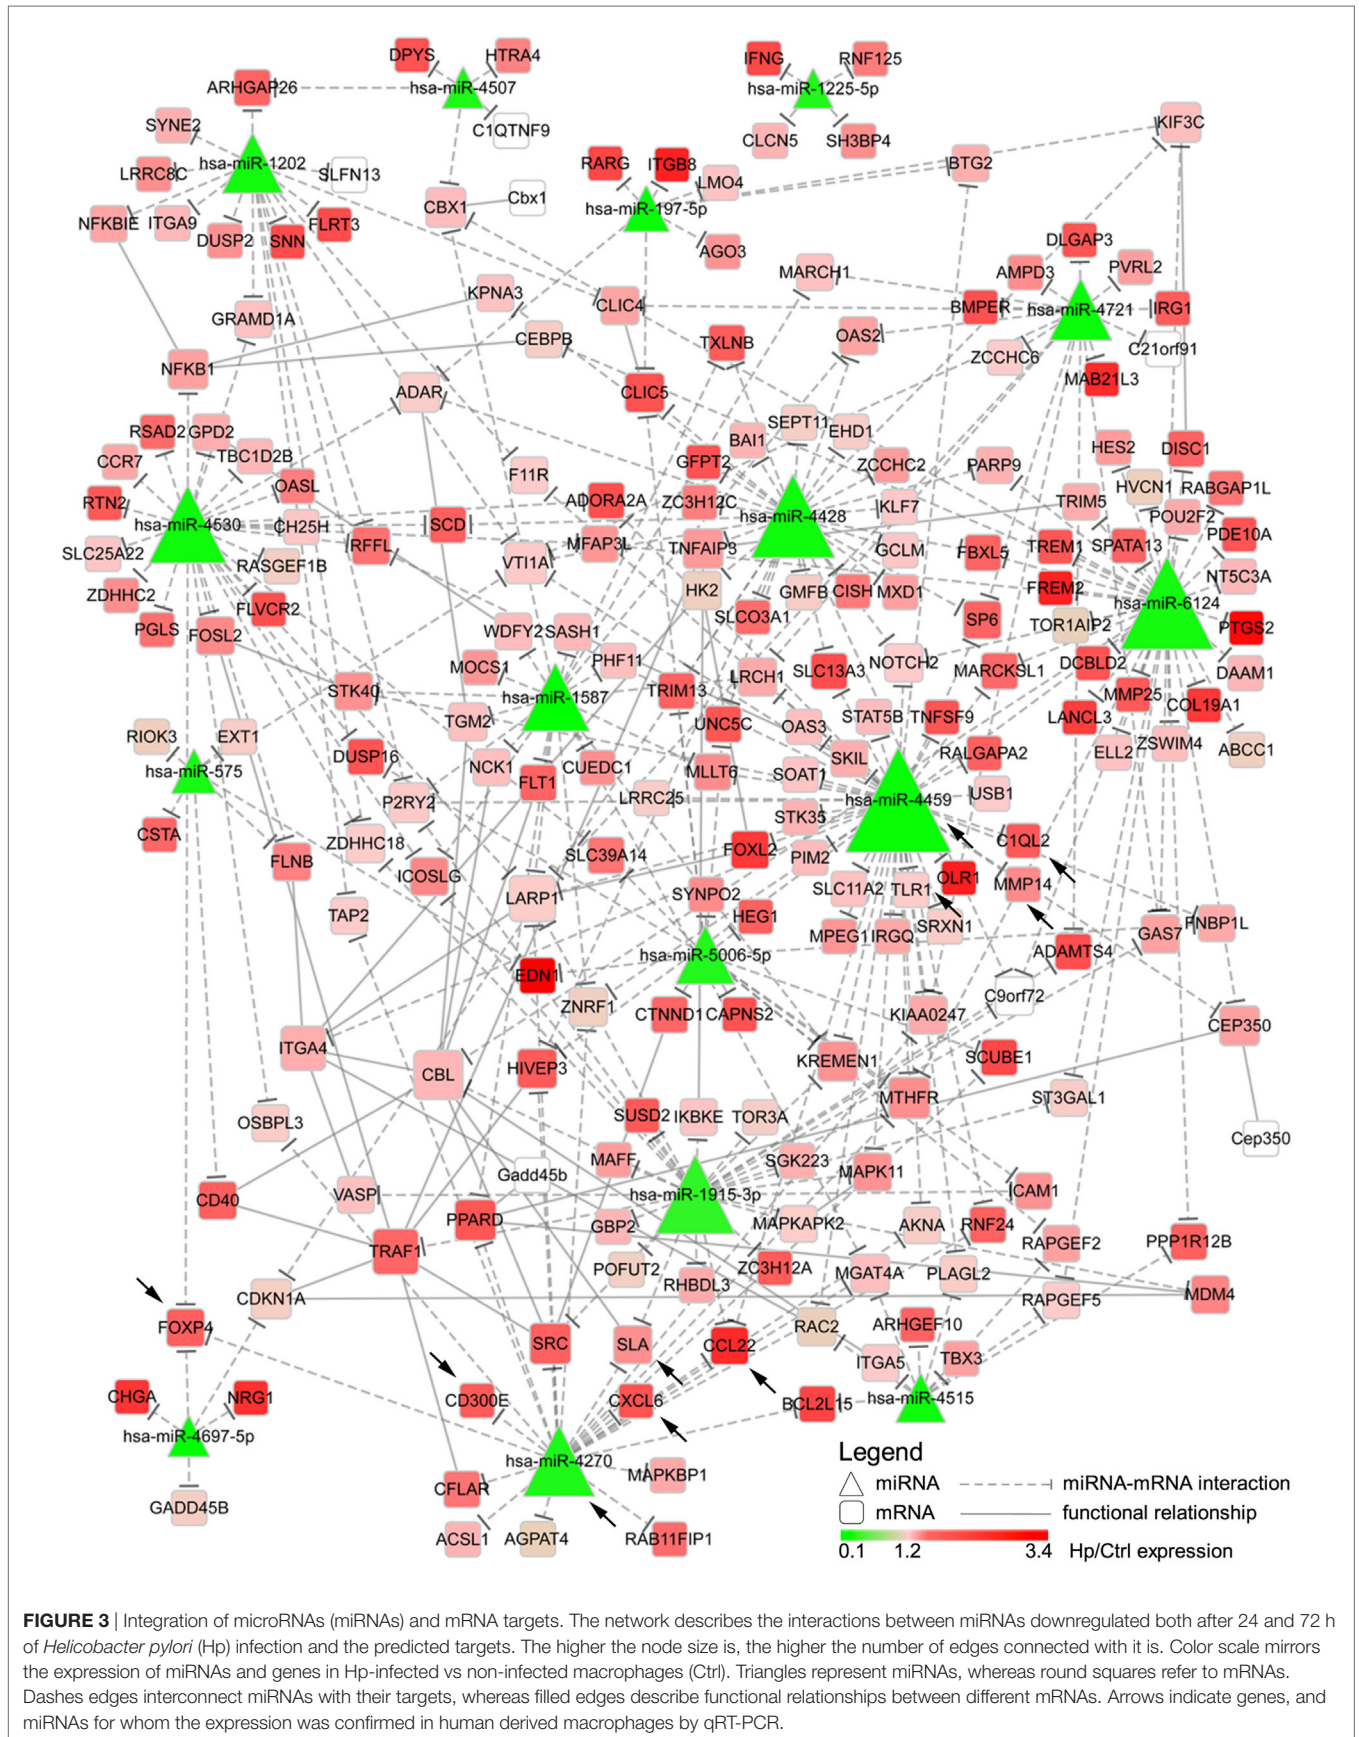 DPYS
HTRA4
hsa-miR-4507
ARHGAP26
C1QTNF9
IFNG
RNF125
hsa-miR-1225-5p
CLCN5
SH3BP4
KIF3C
SYNE2
hsa-miR-1202
LRRC8C
SLFN13
NFKBIE
ITGA9
DUSP2
SNN
FLRT3
CBX1
Cbx1
RARG
ITGB8
LMO4
hsa-miR-197-5p
AGO3
BTG2
DLGAP3
AMPD3
PVRL2
MARCH1
BMPER
hsa-miR-4721
IRG1
C21orf91
ZCCHC6
MAB21L3
GRAMD1A
KPNA3
CLIC4
CEBPB
TXLNB
OAS2
NFKB1
ADAR
CLIC5
RSAD2
GPD2
TBC1D2B
CCR7
OASL
RTN2
hsa-miR-4530
CH25H
SLC25A22
RASGEF1B
ZDHHC2
FLVCR2
PGLS
FOSL2
RFFL
SCD
F11R
ADORA2A
MFAP3L
VTI1A
SEPT11
EHD1
BAI1
GFPT2
ZCCHC2
ZC3H12C
hsa-miR-4428
KLF7
TNFAIP3
GCLM
HK2
GMFB
CISH
MXD1
SLCO3A1
PARP9
HES2
DISC1
HVCN1
RABGAP1L
TRIM5
POU2F2
FBXL5
TREM1
SPATA13
PDE10A
FREM2
NT5C3A
hsa-miR-6124
SP6
TOR1AIP2
PTGS2
MARCKSL1
DCBLD2
DAAM1
MMP25
COL19A1
LANCL3
ELL2
ZSWIM4
ABCC1
WDFY2
SASH1
MOCS1
PHF11
hsa-miR-1587
STK40
TGM2
TRIM13
LRCH1
SLC13A3
NOTCH2
UNC5C
OAS3
STAT5B
TNFSF9
RALGAPA2
RIOK3
EXT1
hsa-miR-575
DUSP16
NCK1
FLT1
CUEDC1
MLLT6
SOAT1
SKIL
hsa-miR-4459
USB1
P2RY2
LRRC25
STK35
CSTA
ZDHHC18
FLNB
ICOSLG
SLC39A14
FOXL2
PIM2
C1QL2
OLR1
MMP14
TAP2
LARP1
SYNPO2
HEG1
SLC11A2
TLR1
SRXN1
MPEG1
IRGQ
GAS7
FNBP1L
ADAMTS4
hsa-miR-5006-5p
EDN1
ZNRF1
CTNND1
CAPNS2
C9orf72
KIAA0247
CEP350
ITGA4
CBL
HIVEP3
KREMEN1
SCUBE1
MTHFR
ST3GAL1
OSBPL3
SUSD2
IKBKE
TOR3A
Cep350
Gadd45b
MAFF
SGK223
MAPK11
CD40
VASP
hsa-miR-1915-3p
ICAM1
PPARD
GBP2
MAPKAPK2
AKNA
RNF24
RAPGEF2
PPP1R12B
TRAF1
POFUT2
ZC3H12A
RHBDL3
MGAT4A
PLAGL2
RAPGEF5
MDM4
CDKN1A
FOXP4
SRC
SLA
CCL22
RAC2
ARHGEF10
ITGA5
TBX3
CHGA
NRG1
CD300E
CXCL6
BCL2L15
hsa-miR-4515
hsa-miR-4697-5p
hsa-miR-4270
GADD45B
CFLAR
MAPKBP1
ACSL1
AGPAT4
RAB11FIP1
Legend
miRNA
miRNA-mRNA interaction
mRNA
functional relationship
0.1 1.2 3.4 Hp/Ctrl expression
FIGURE 3 | Integration of microRNAs (miRNAs) and mRNA targets. The network describes the interactions between miRNAs downregulated both after 24 and 72 h
of Helicobacter pylori (Hp) infection and the predicted targets. The higher the node size is, the higher the number of edges connected with it is. Color scale mirrors
the expression of miRNAs and genes in Hp-infected vs non-infected macrophages (Ctrl). Triangles represent miRNAs, whereas round squares refer to mRNAs.
Dashes edges interconnect miRNAs with their targets, whereas filled edges describe functional relationships between different mRNAs. Arrows indicate genes, and
miRNAs for whom the expression was confirmed in human derived macrophages by qRT-PCR.